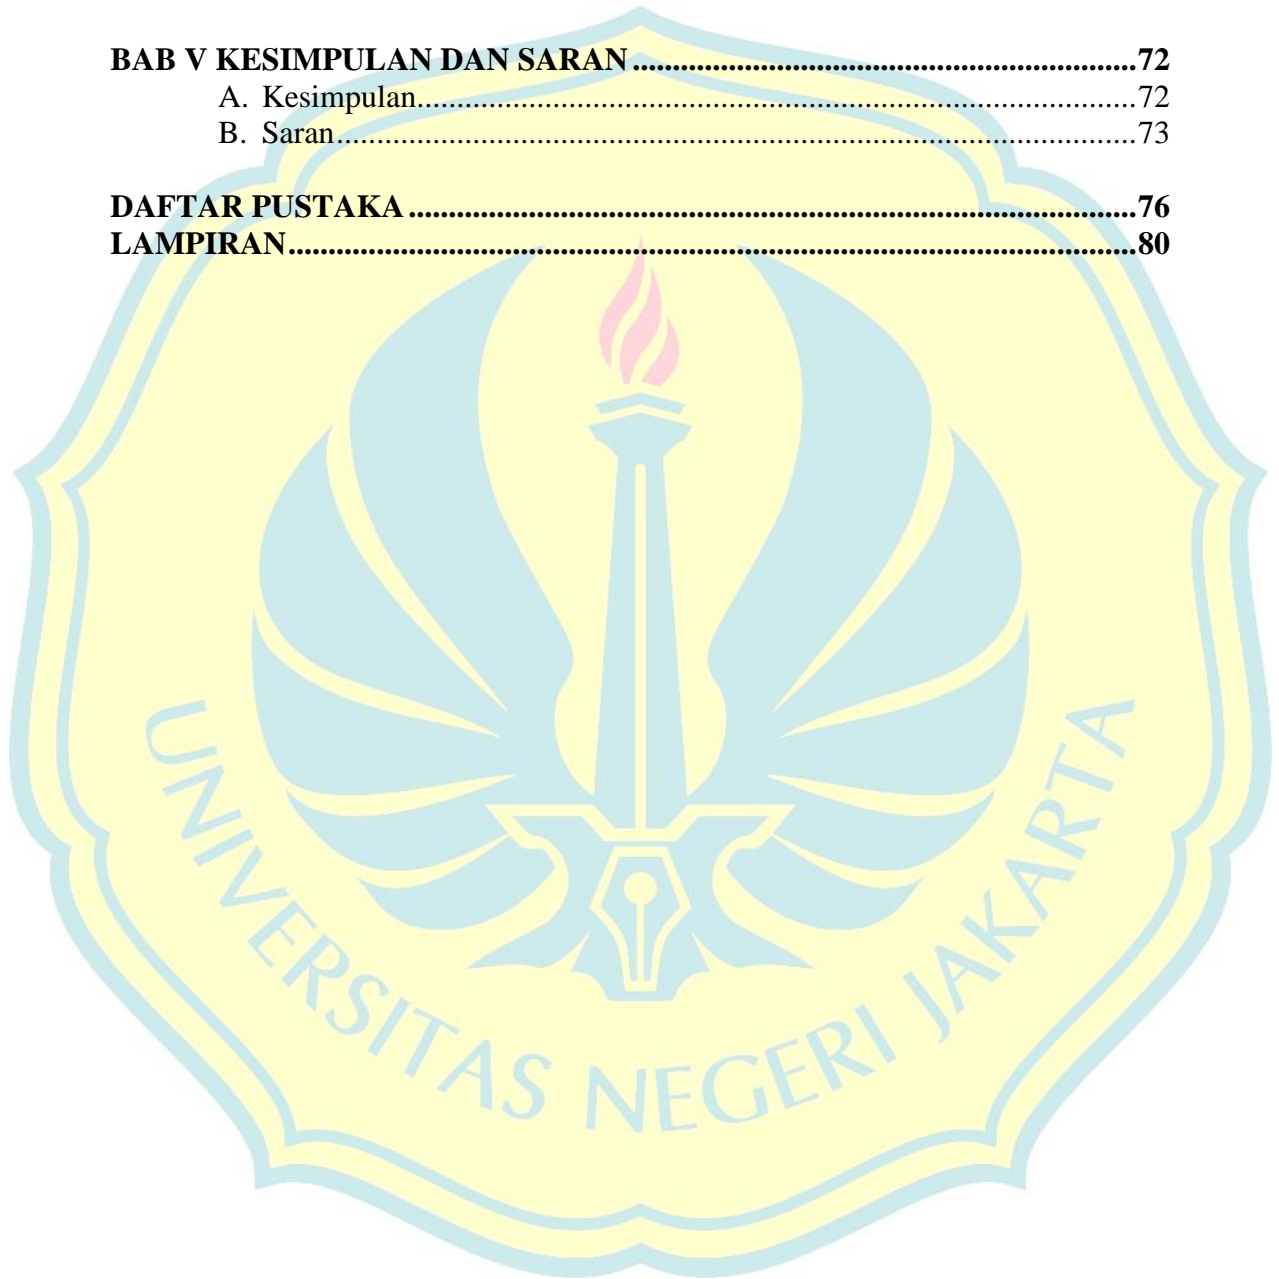 BAB V KESIMPULAN DAN SARAN ................................................................72
A. Kesimpulan..........................................................................................72
B. Saran....................................................................................................73
DAFTAR PUSTAKA ...........................................................................................76
LAMPIRAN..........................................................................................................80
UNIVERSITAS NEGERI JAKARTA